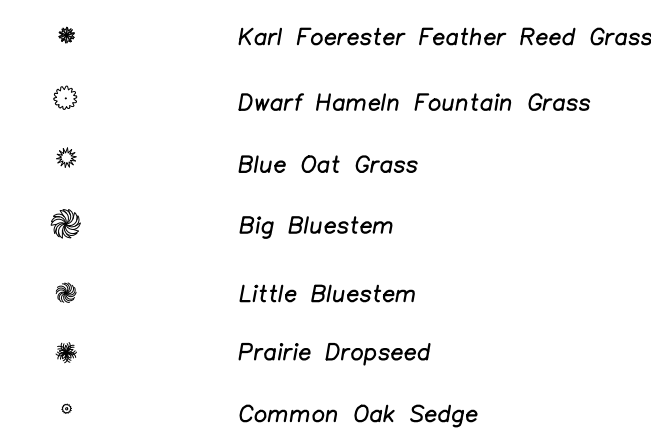 Karl Foerester Feather Reed Grass
Dwarf Hameln Fountain Grass
Blue Oat Grass
Big Bluestem
Little Bluestem
Prairie Dropseed
Common Oak Sedge